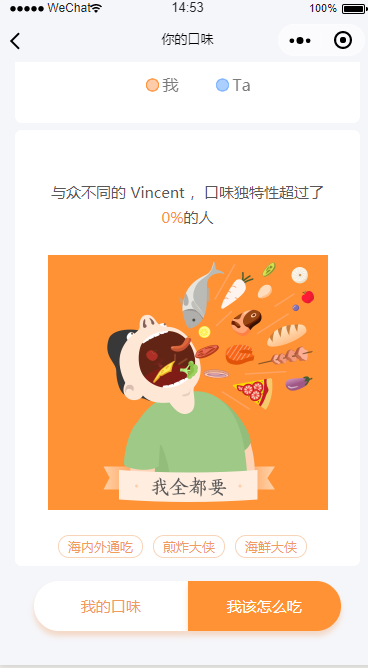 WeChat 14:53 100%
你的口味
我 Ta
与众不同的 Vincent ，口味独特性超过了
0%的人
我全都要
海内外通吃 煎炸大侠 海鲜大侠
我的口味 我该怎么吃